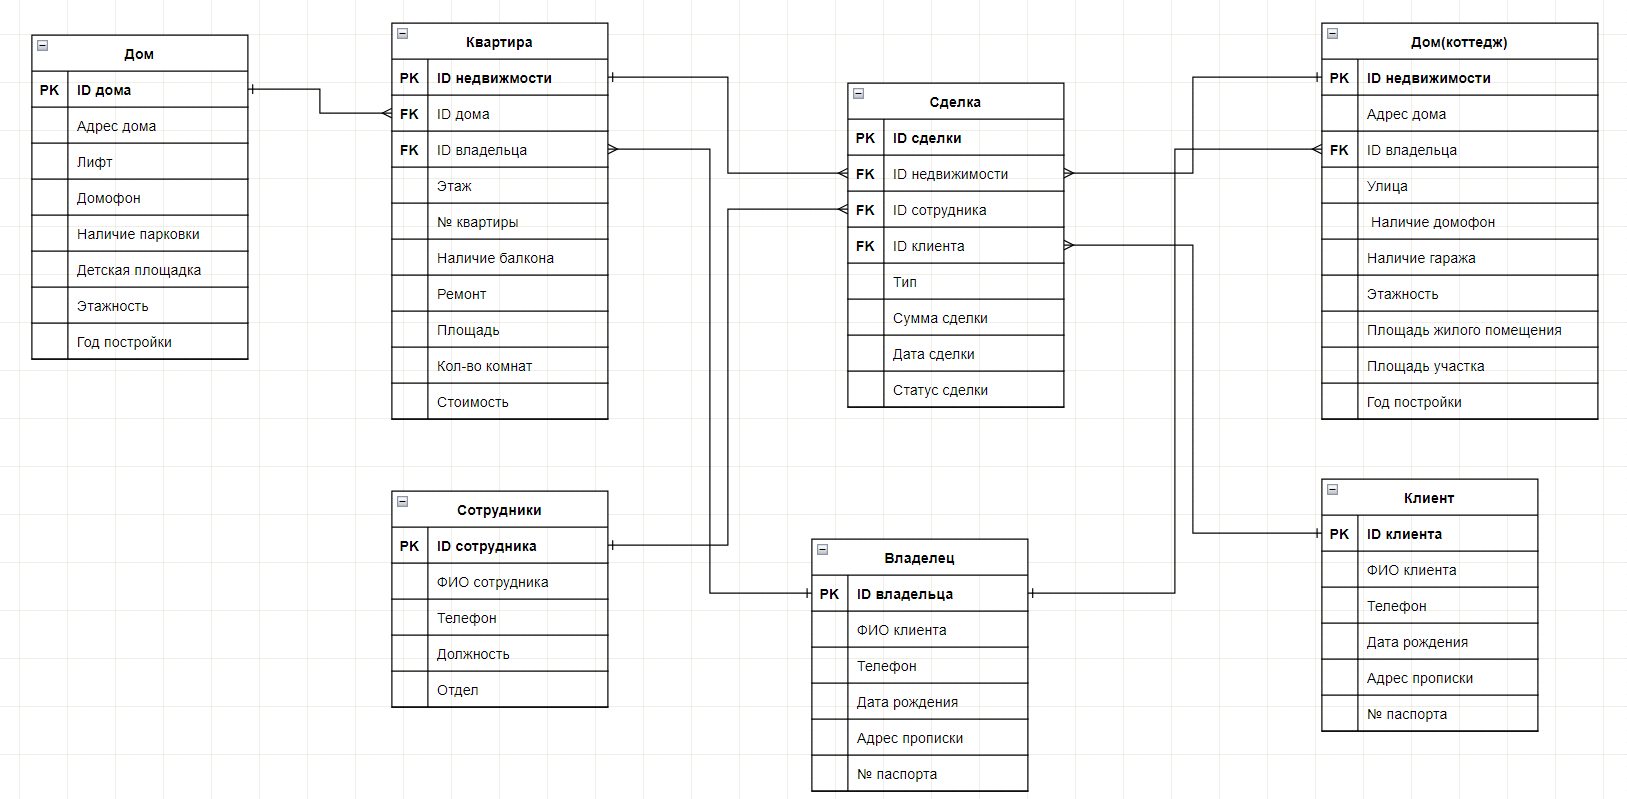 Дом
PK ID дома
Адрес дома
Лифт
Домофон
Наличие парковки
Детская площадка
Этажность
Год постройки
Квартира
PK ID недвижмости
FK ID дома
FK ID владельца
Этаж
№ квартиры
Наличие балкона
Ремонт
Площадь
Кол-во комнат
Стоимость
Сделка
PK ID сделки
FK ID недвижимости
FK ID сотрудника
FK ID клиента
Тип
Сумма сделки
Дата сделки
Статус сделки
Дом(коттедж)
PK ID недвижимости
Адрес дома
FK ID владельца
Улица
Наличие домофон
Наличие гаража
Этажность
Площадь жилого помещения
Площадь участка
Год постройки
Сотрудники
PK ID сотрудника
ФИО сотрудника
Телефон
Должность
Отдел
Владелец
PK ID владельца
ФИО клиента
Телефон
Дата рождения
Адрес прописки
№ паспорта
Клиент
PK ID клиента
ФИО клиента
Телефон
Дата рождения
Адрес прописки
№ паспорта